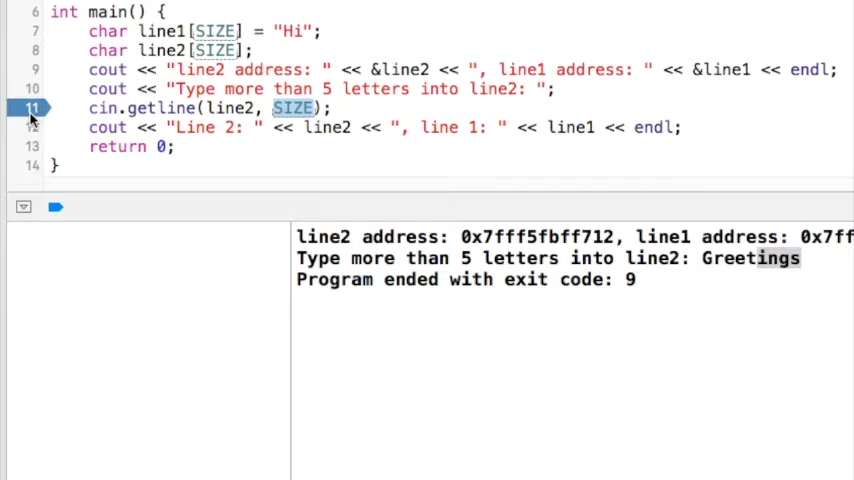 6 int main() {
7 char line1[SIZE] = "Hi";
8 char line2[SIZE];
9 cout << "line2 address: " << &line2 << ", line1 address: " << &line1 << endl;
10 cout << "Type more than 5 letters into line2: ";
11 cin.getline(line2, SIZE);
12 cout << "Line 2: " << line2 << ", line 1: " << line1 << endl;
13 return 0;
14 }
line2 address: 0x7fff5fbff712, line1 address: 0x7ff
Type more than 5 letters into line2: Greetings
Program ended with exit code: 9